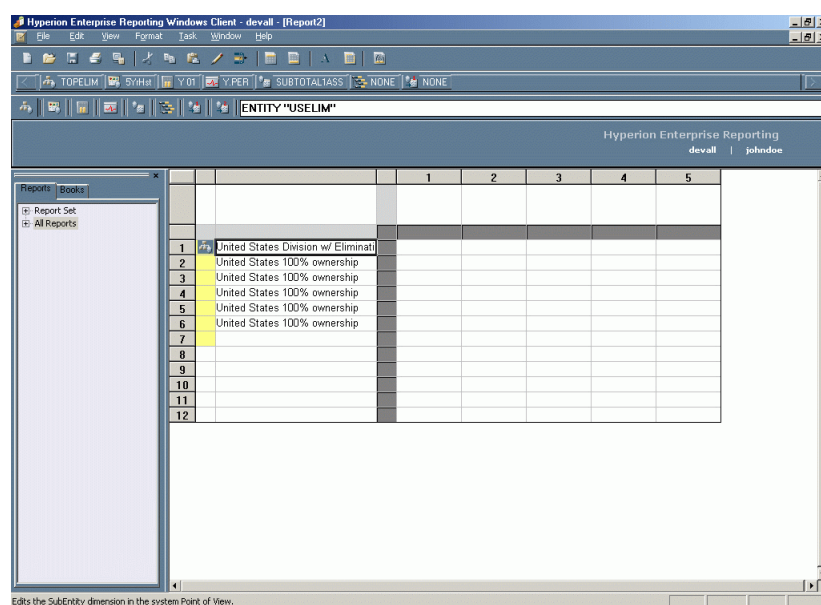 Hyperion Enterprise Reporting Windows Client - devall - [Report2]
File Edit View Format Task Window Help
TOPELIM 5YrHst Y 01 Y.PER SUBTOTAL1ASS NONE NONE
ENTITY "USELIM"
Hyperion Enterprise Reporting
devall | johndoe
Reports Books
Report Set
All Reports
1 2 3 4 5
1 United States Division w/ Eliminati
2 United States 100% ownership
3 United States 100% ownership
4 United States 100% ownership
5 United States 100% ownership
6 United States 100% ownership
7
8
9
10
11
12
Edits the SubEntity dimension in the system Point of View.